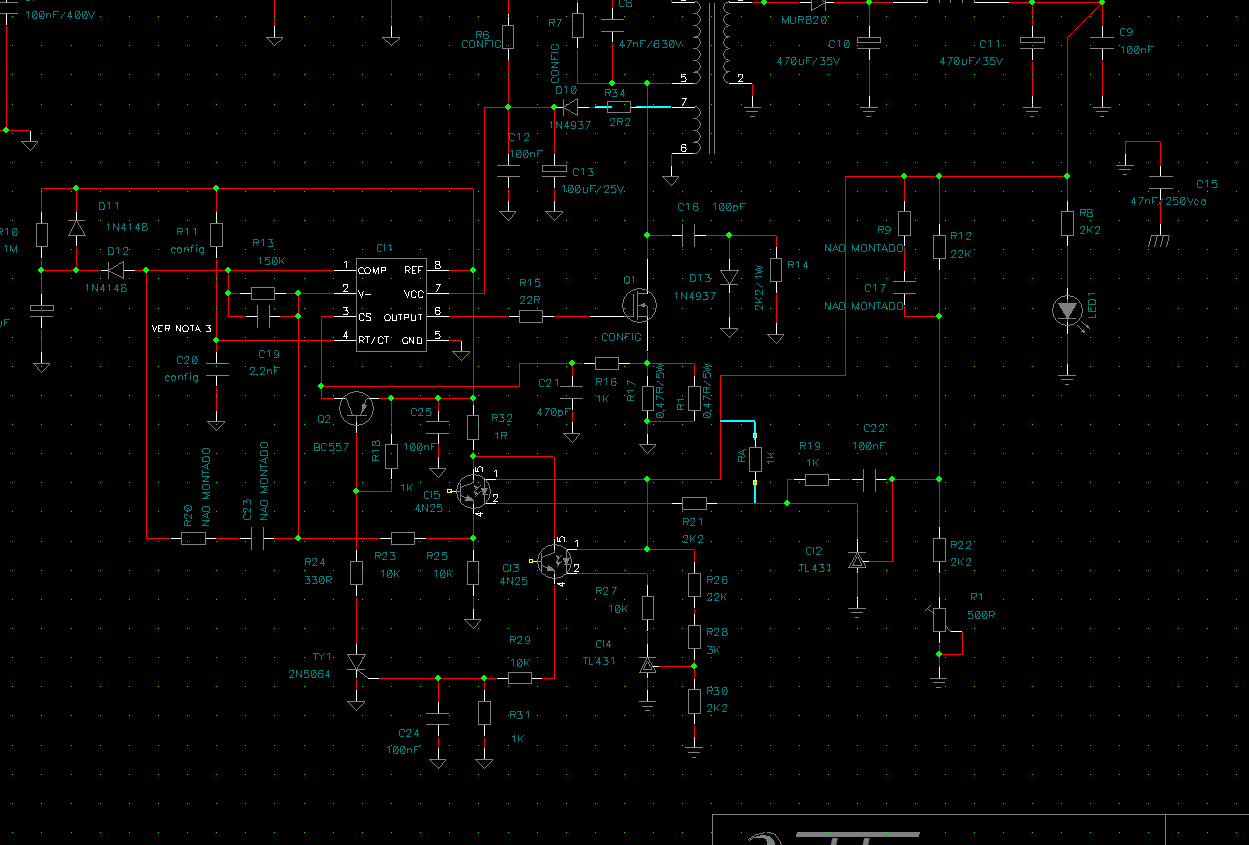 100nF/400V
R6
CONFIG
R7
CONFIG
C8
47nF/630V
5
MUR820
2
C10
470uF/35V
C11
470uF/35V
C9
100nF
D10
1N4937
R34
2R2
7
6
C12
100nF
C13
100uF/25V
C15
R10
1M
D11
1N4148
D12
1N4148
R11
config
R13
150K
CI1
1
COMP
REF
8
2
V-
VCC
7
3
CS
OUTPUT
6
4
RT/CT
GND
5
VER NOTA 3
C20
config
C19
2.2nF
R15
22R
Q1
CONFIG
C16
100pF
D13
1N4937
R14
2K2/1W
R9
NAO MONTADO
C17
NAO MONTADO
R12
22K
R8
2K2
LED1
Q2
BC557
R18
1K
C25
100nF
R32
1R
C21
470pF
R16
1K
R17
0,47R/5W
0,47R/5W
RA
1K
R19
1K
C22
100nF
R20
NAO MONTADO
C23
NAO MONTADO
CI5
4N25
5
1
2
4
R21
2K2
CI2
TL431
R22
2K2
R24
330R
R23
10K
R25
10K
CI3
4N25
5
1
2
4
R27
10K
R26
22K
P1
500R
CI4
TL431
R28
3K
R30
2K2
TY1
2N5064
R29
10K
C24
100nF
R31
1K